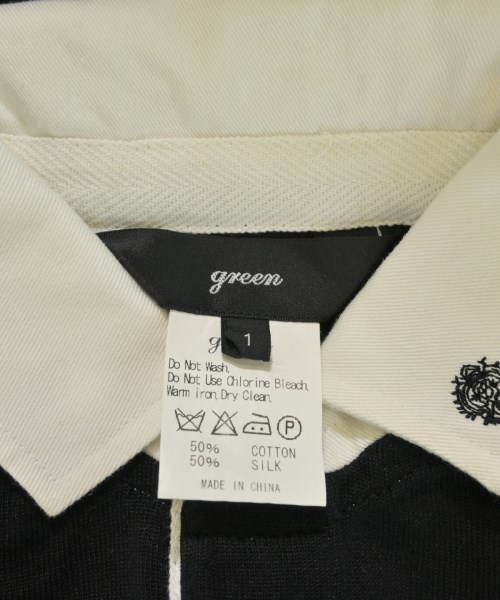 green
1
Do Not Wash.
Do Not Use Chlorine Bleach.
Warm iron. Dry Clean.
P
50% COTTON
50% SILK
MADE IN CHINA